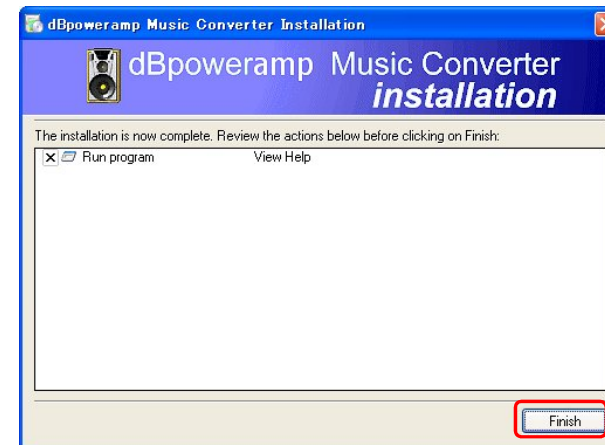 dBpoweramp Music Converter Installation
dBpoweramp Music Converter
installation
The installation is now complete. Review the actions below before clicking on Finish:
Run program View Help
Finish